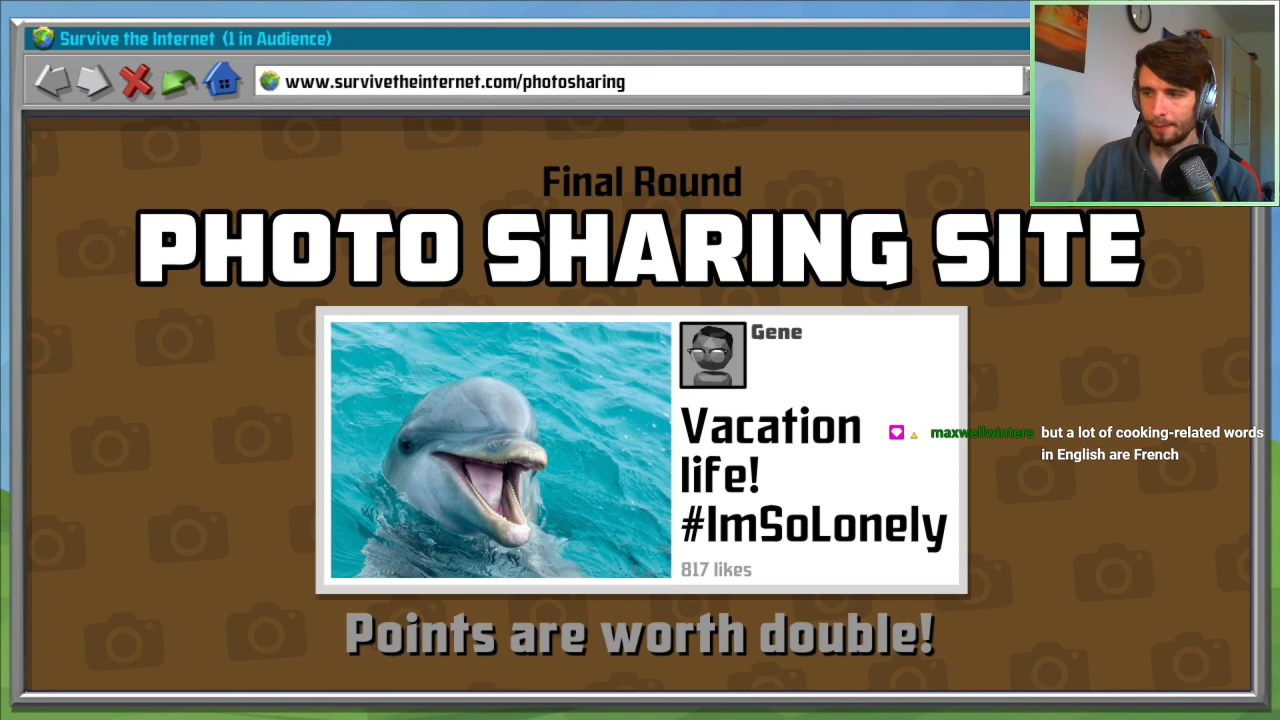 Survive the Internet (1 in Audience)
www.survivetheinternet.com/photosharing
Final Round
PHOTO SHARING SITE
Gene
Vacation
life!
#ImSoLonely
817 likes
maxwellwinters but a lot of cooking-related words
in English are French
Points are worth double!